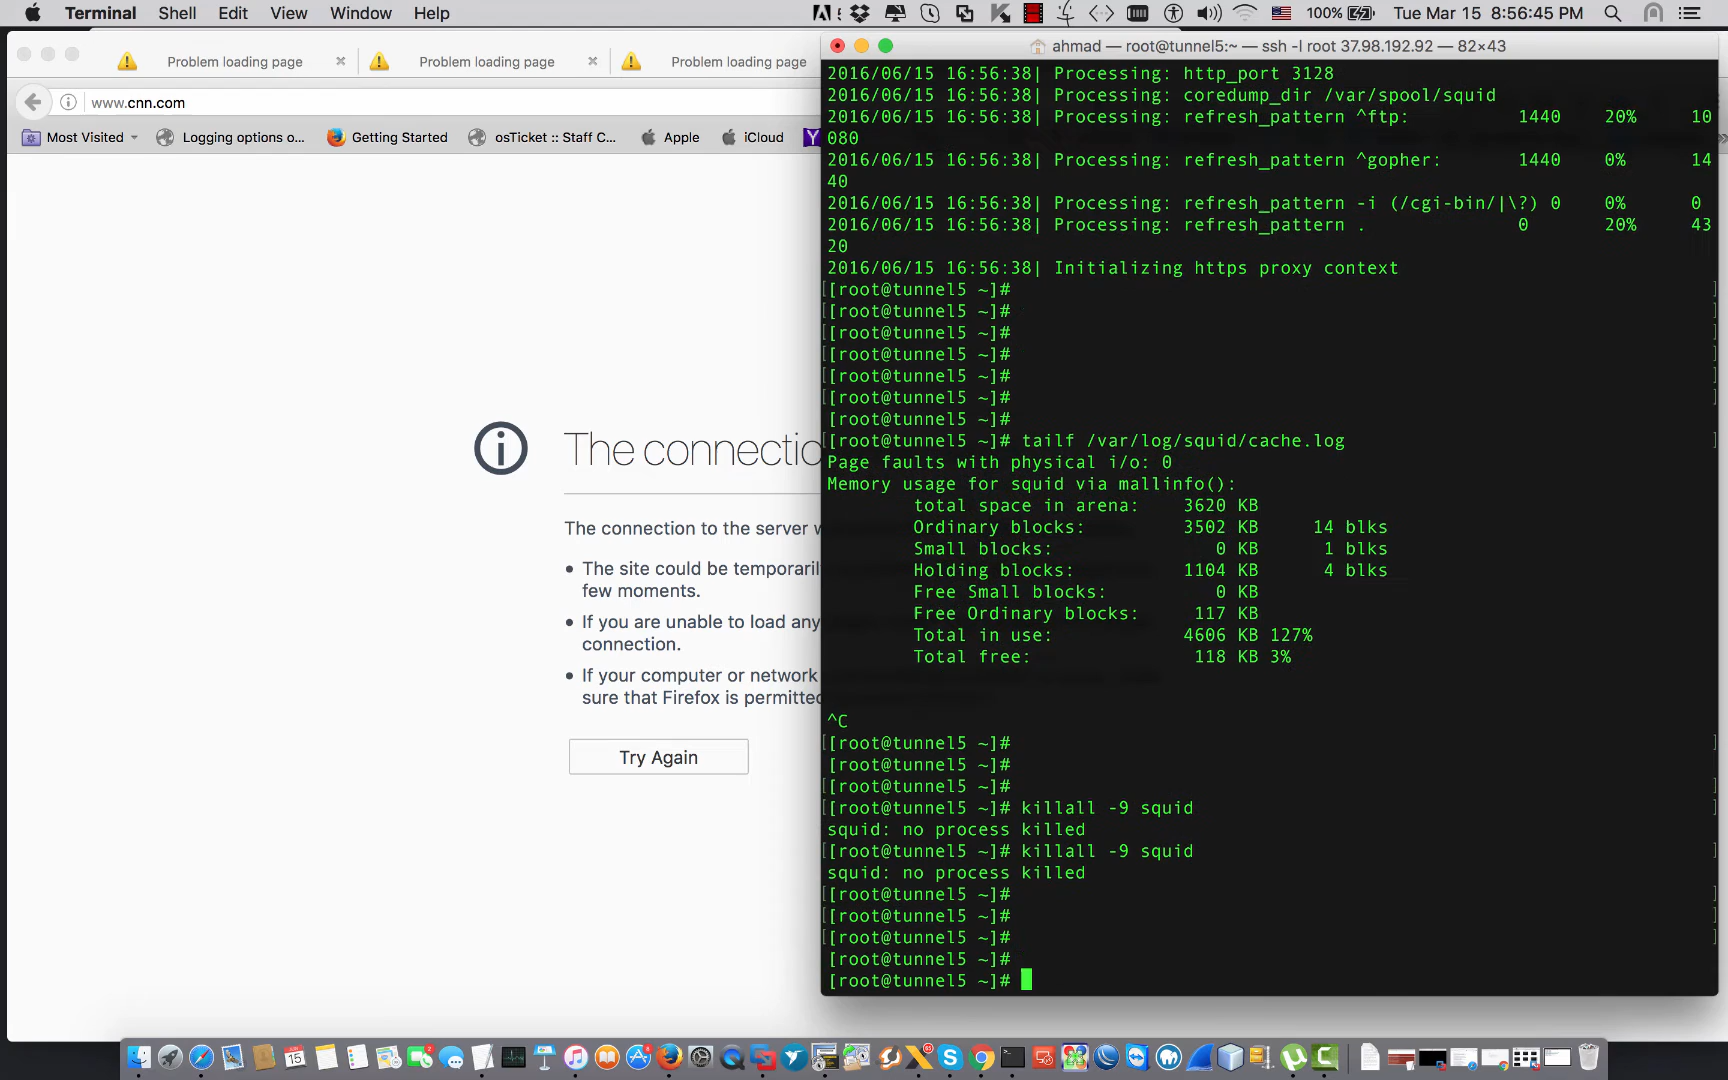 Terminal Shell Edit View Window Help 100% Tue Mar 15 8:56:45 PM
Problem loading page Problem loading page Problem loading page
www.cnn.com
Most Visited Logging options o... Getting Started osTicket :: Staff C... Apple iCloud
The connectio
The connection to the server w
The site could be temporaril
few moments.
If you are unable to load any
connection.
If your computer or network
sure that Firefox is permitted
Try Again
ahmad — root@tunnel5:~ — ssh -l root 37.98.192.92 — 82×43
2016/06/15 16:56:38| Processing: http_port 3128
2016/06/15 16:56:38| Processing: coredump_dir /var/spool/squid
2016/06/15 16:56:38| Processing: refresh_pattern ^ftp: 1440 20% 10
080
2016/06/15 16:56:38| Processing: refresh_pattern ^gopher: 1440 0% 14
40
2016/06/15 16:56:38| Processing: refresh_pattern -i (/cgi-bin/|\?) 0 0% 0
2016/06/15 16:56:38| Processing: refresh_pattern . 0 20% 43
20
2016/06/15 16:56:38| Initializing https proxy context
[[root@tunnel5 ~]# ]
[[root@tunnel5 ~]# ]
[[root@tunnel5 ~]# ]
[[root@tunnel5 ~]# ]
[[root@tunnel5 ~]# ]
[[root@tunnel5 ~]# ]
[root@tunnel5 ~]#
[[root@tunnel5 ~]# tailf /var/log/squid/cache.log ]
Page faults with physical i/o: 0
Memory usage for squid via mallinfo():
total space in arena: 3620 KB
Ordinary blocks: 3502 KB 14 blks
Small blocks: 0 KB 1 blks
Holding blocks: 1104 KB 4 blks
Free Small blocks: 0 KB
Free Ordinary blocks: 117 KB
Total in use: 4606 KB 127%
Total free: 118 KB 3%
^C
[[root@tunnel5 ~]# ]
[root@tunnel5 ~]#
[[root@tunnel5 ~]# ]
[[root@tunnel5 ~]# killall -9 squid ]
squid: no process killed
[[root@tunnel5 ~]# killall -9 squid ]
squid: no process killed
[[root@tunnel5 ~]# ]
[[root@tunnel5 ~]# ]
[[root@tunnel5 ~]# ]
[root@tunnel5 ~]#
[root@tunnel5 ~]#